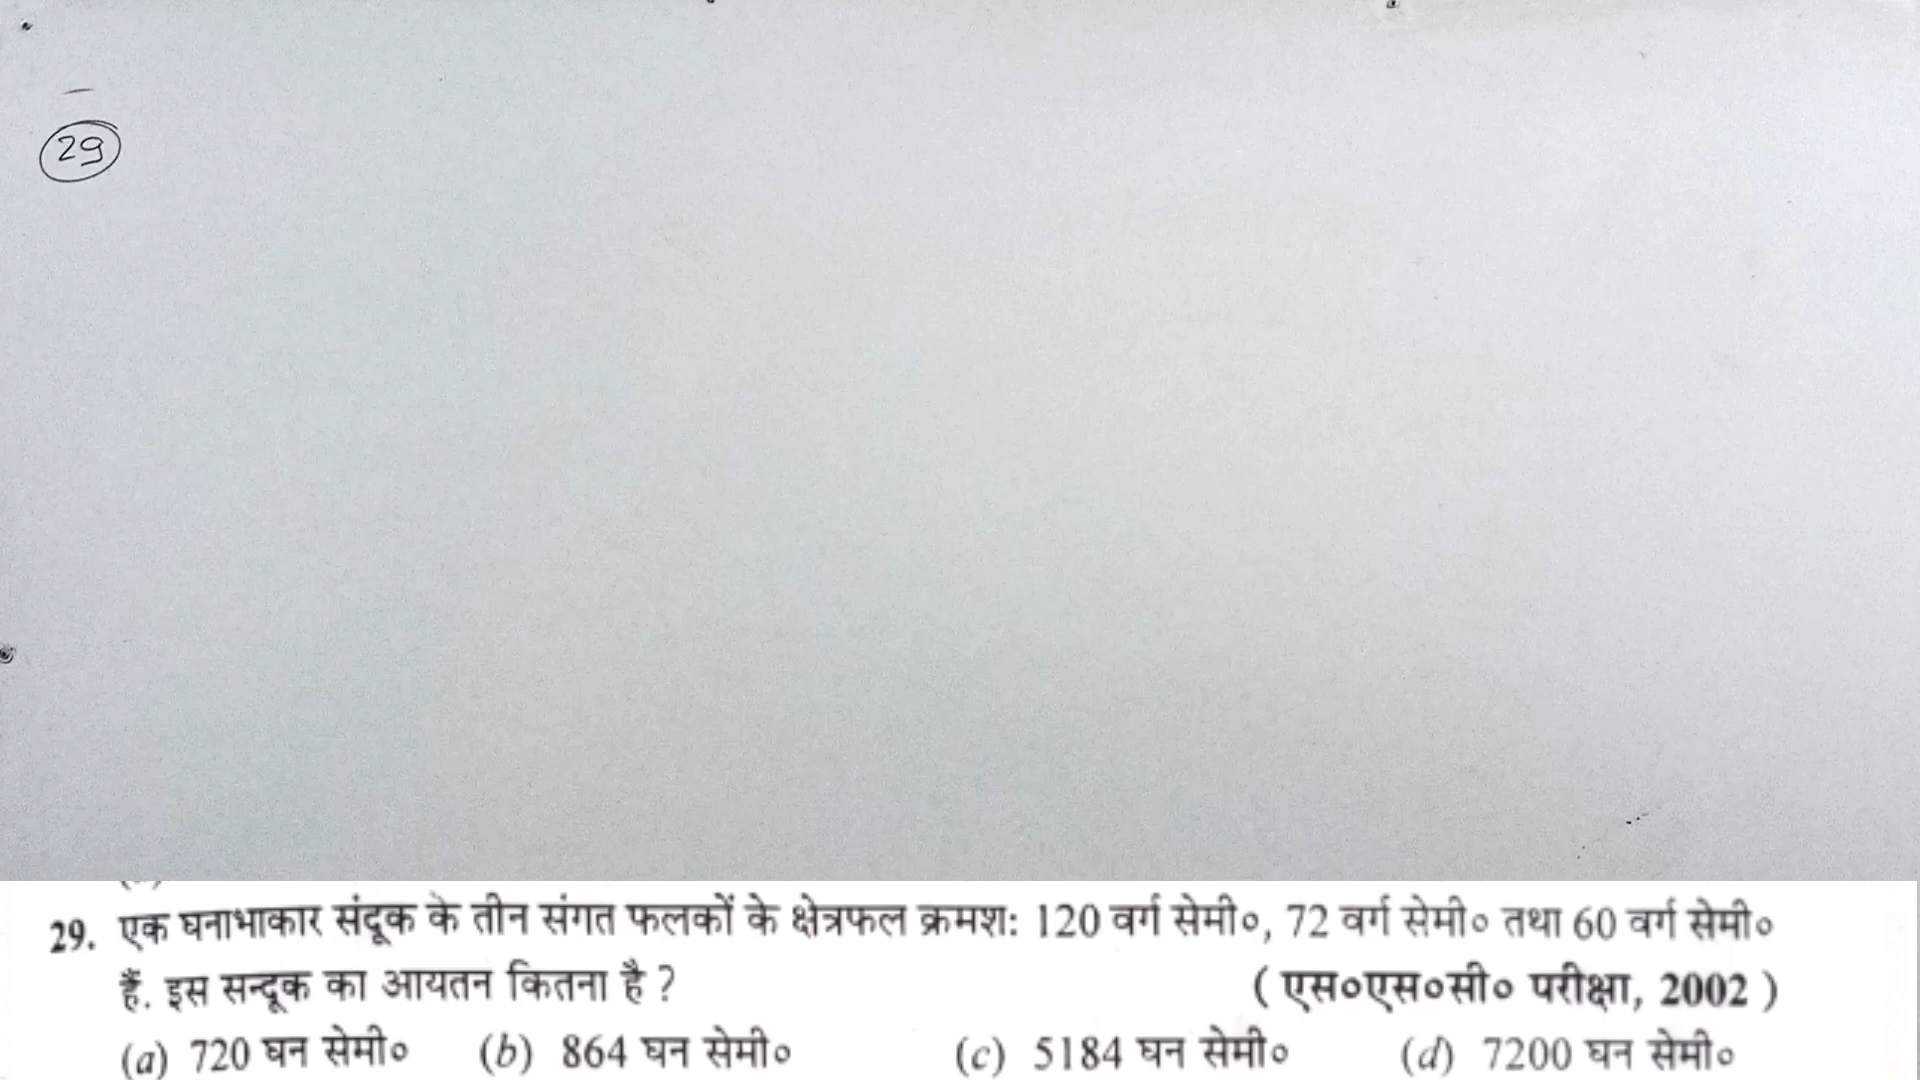 29
29. एक घनाभाकार संदूक के तीन संगत फलकों के क्षेत्रफल क्रमश: 120 वर्ग सेमी०, 72 वर्ग सेमी० तथा 60 वर्ग सेमी०
हैं. इस सन्दूक का आयतन कितना है ? ( एस०एस०सी० परीक्षा, 2002 )
(a) 720 घन सेमी० (b) 864 घन सेमी० (c) 5184 घन सेमी० (d) 7200 घन सेमी०